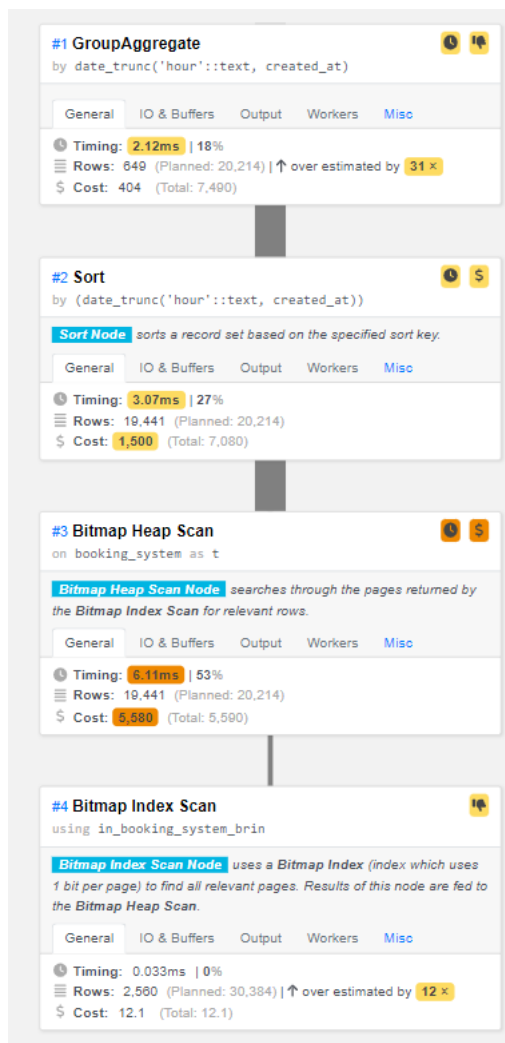 #1 GroupAggregate
by date_trunc('hour'::text, created_at)
General IO & Buffers Output Workers Misc
Timing: 2.12ms | 18%
Rows: 649 (Planned: 20,214) | ↑ over estimated by 31 ×
$ Cost: 404 (Total: 7,490)
#2 Sort
by (date_trunc('hour'::text, created_at))
Sort Node sorts a record set based on the specified sort key.
General IO & Buffers Output Workers Misc
Timing: 3.07ms | 27%
Rows: 19,441 (Planned: 20,214)
$ Cost: 1,500 (Total: 7,080)
#3 Bitmap Heap Scan
on booking_system as t
Bitmap Heap Scan Node searches through the pages returned by
the Bitmap Index Scan for relevant rows.
General IO & Buffers Output Workers Misc
Timing: 6.11ms | 53%
Rows: 19,441 (Planned: 20,214)
$ Cost: 5,580 (Total: 5,590)
#4 Bitmap Index Scan
using in_booking_system_brin
Bitmap Index Scan Node uses a Bitmap Index (index which uses
1 bit per page) to find all relevant pages. Results of this node are fed to
the Bitmap Heap Scan.
General IO & Buffers Output Workers Misc
Timing: 0.033ms | 0%
Rows: 2,560 (Planned: 30,384) | ↑ over estimated by 12 ×
$ Cost: 12.1 (Total: 12.1)